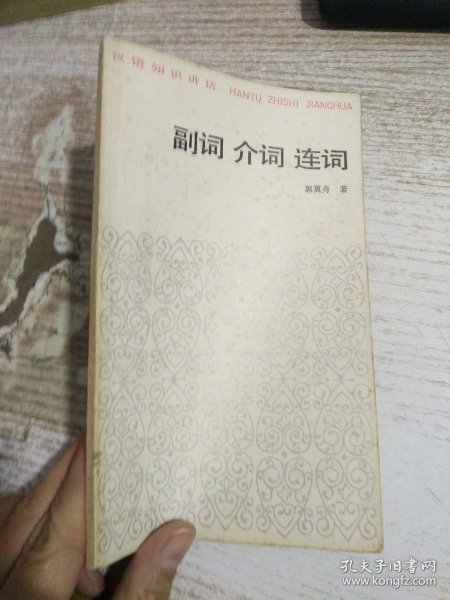 汉语知识讲话 HANYU ZHISHI JIANGHUA
副词 介词 连词
郭翼舟 著
孔夫子旧书网
www.kongfz.com